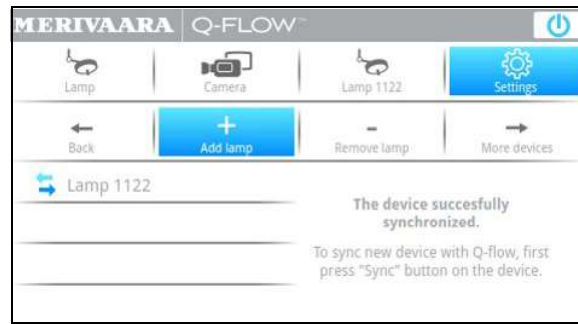 MERIVAARA Q-FLOW™
Lamp Camera Lamp 1122 Settings
Back Add lamp Remove lamp More devices
Lamp 1122
The device succesfully
synchronized.
To sync new device with Q-flow, first
press "Sync" button on the device.